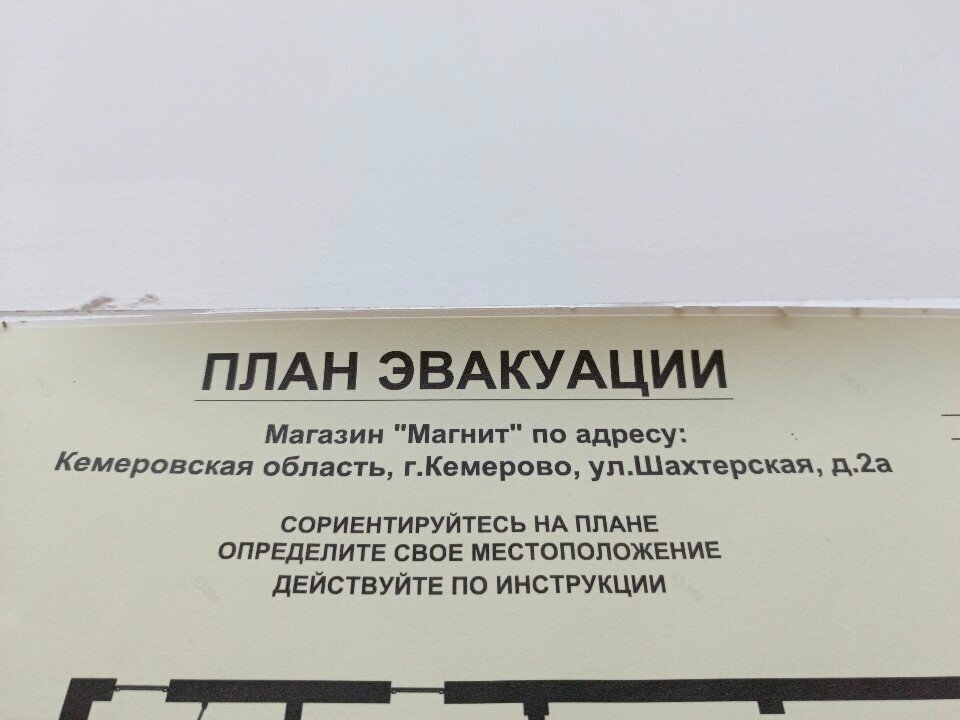 ПЛАН ЭВАКУАЦИИ
Магазин "Магнит" по адресу:
Кемеровская область, г.Кемерово, ул.Шахтерская, д.2а
СОРИЕНТИРУЙТЕСЬ НА ПЛАНЕ
ОПРЕДЕЛИТЕ СВОЕ МЕСТОПОЛОЖЕНИЕ
ДЕЙСТВУЙТЕ ПО ИНСТРУКЦИИ